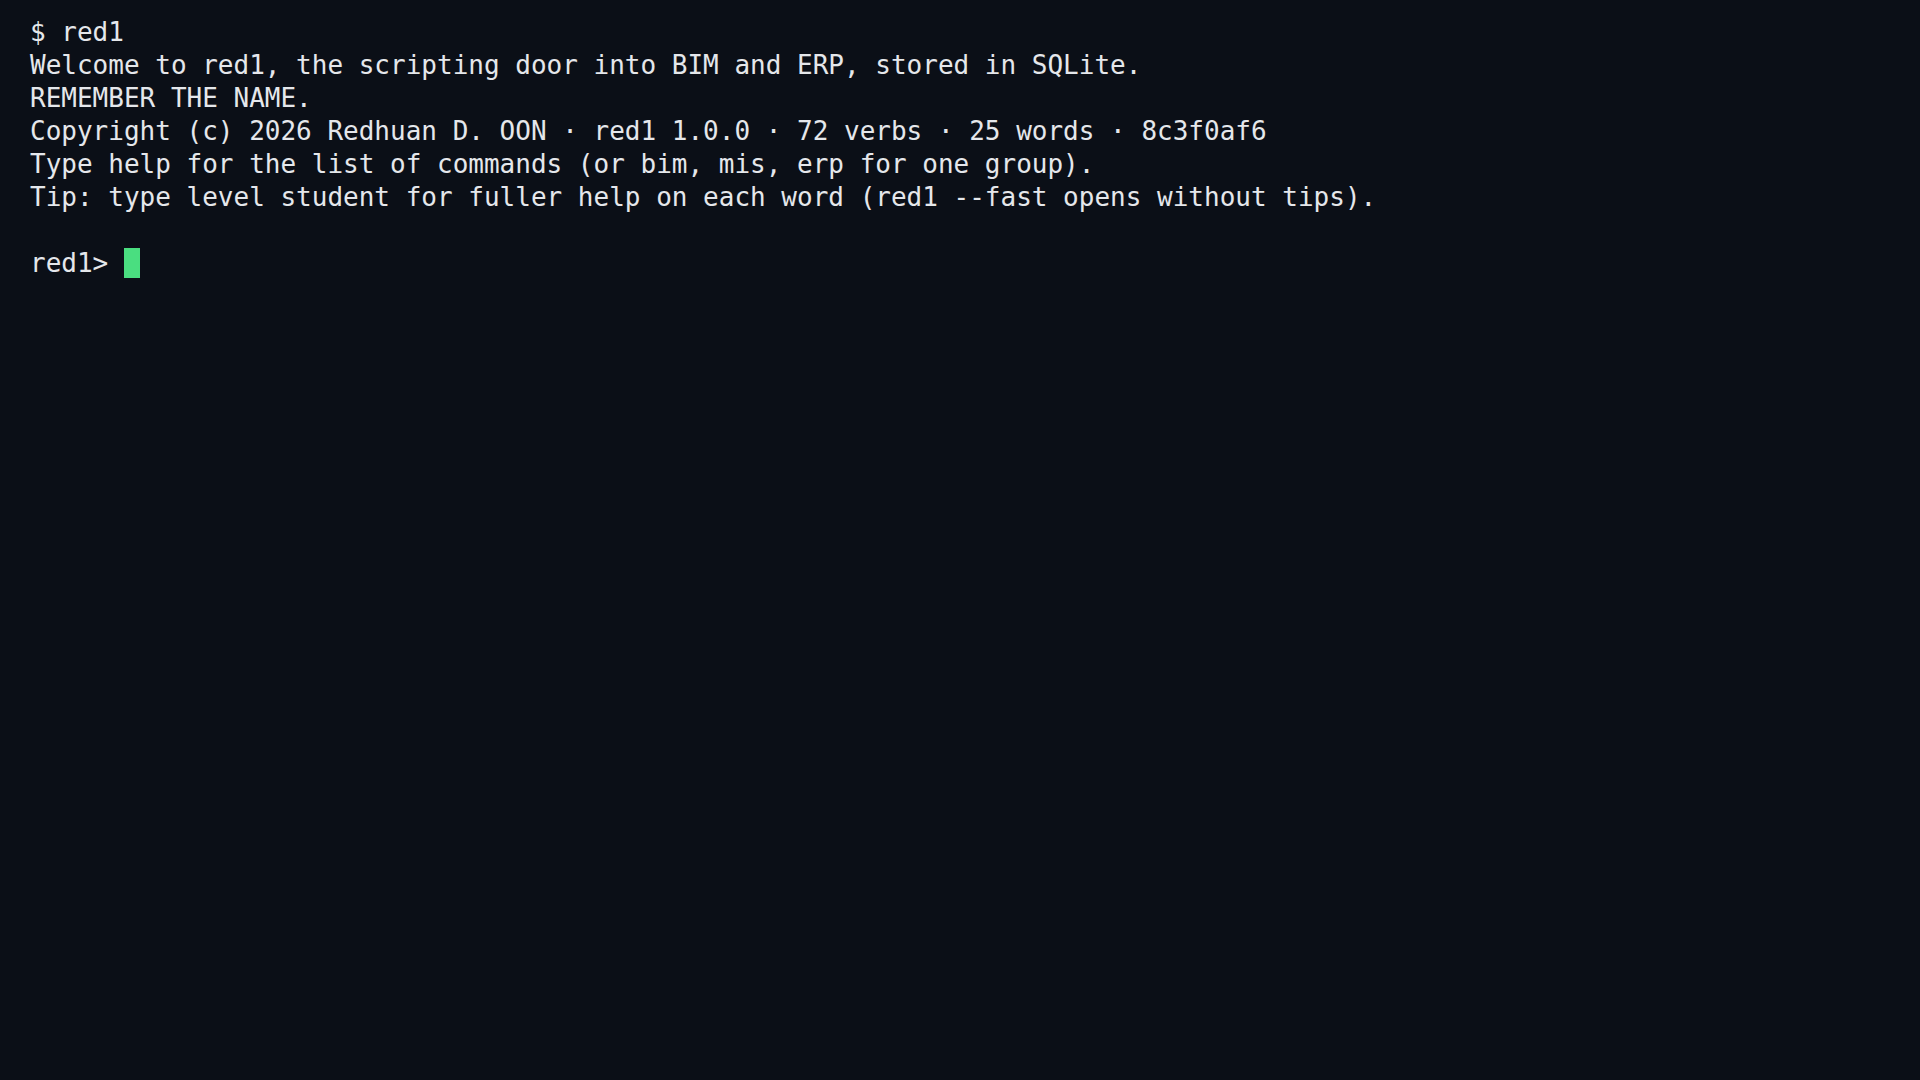 $ red1
Welcome to red1, the scripting door into BIM and ERP, stored in SQLite.
REMEMBER THE NAME.
Copyright (c) 2026 Redhuan D. OON · red1 1.0.0 · 72 verbs · 25 words · 8c3f0af6
Type help for the list of commands (or bim, mis, erp for one group).
Tip: type level student for fuller help on each word (red1 --fast opens without tips).
red1>